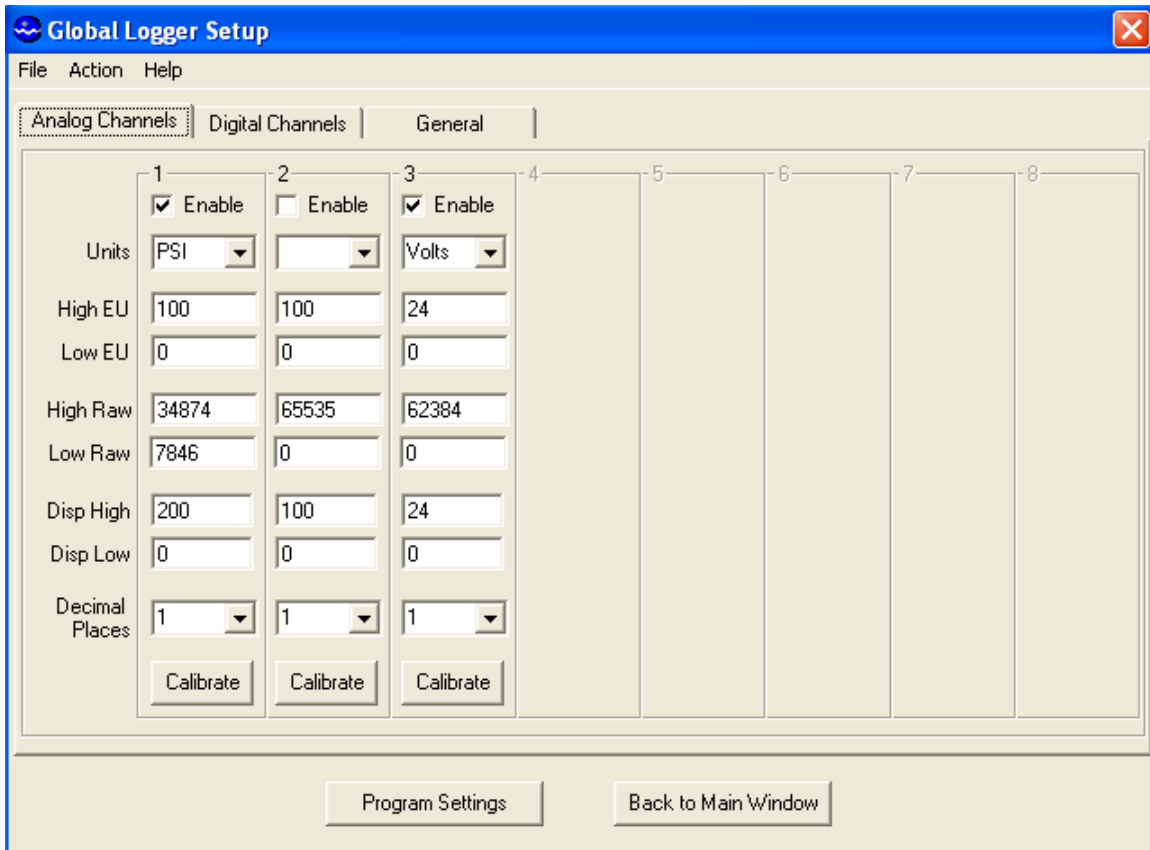 Global Logger Setup
File Action Help
Analog Channels Digital Channels General
1 2 3 4 5 6 7 8
Enable Enable Enable
Units PSI Volts
High EU 100 100 24
Low EU 0 0 0
High Raw 34874 65535 62384
Low Raw 7846 0 0
Disp High 200 100 24
Disp Low 0 0 0
Decimal
Places 1 1 1
Calibrate Calibrate Calibrate
Program Settings Back to Main Window